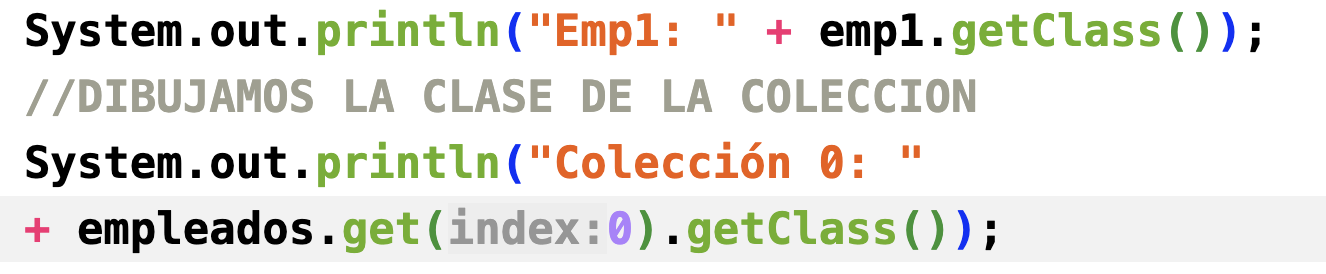 System.out.println("Emp1: " + emp1.getClass());
//DIBUJAMOS LA CLASE DE LA COLECCION
System.out.println("Colección 0: "
+ empleados.get(index:0).getClass());